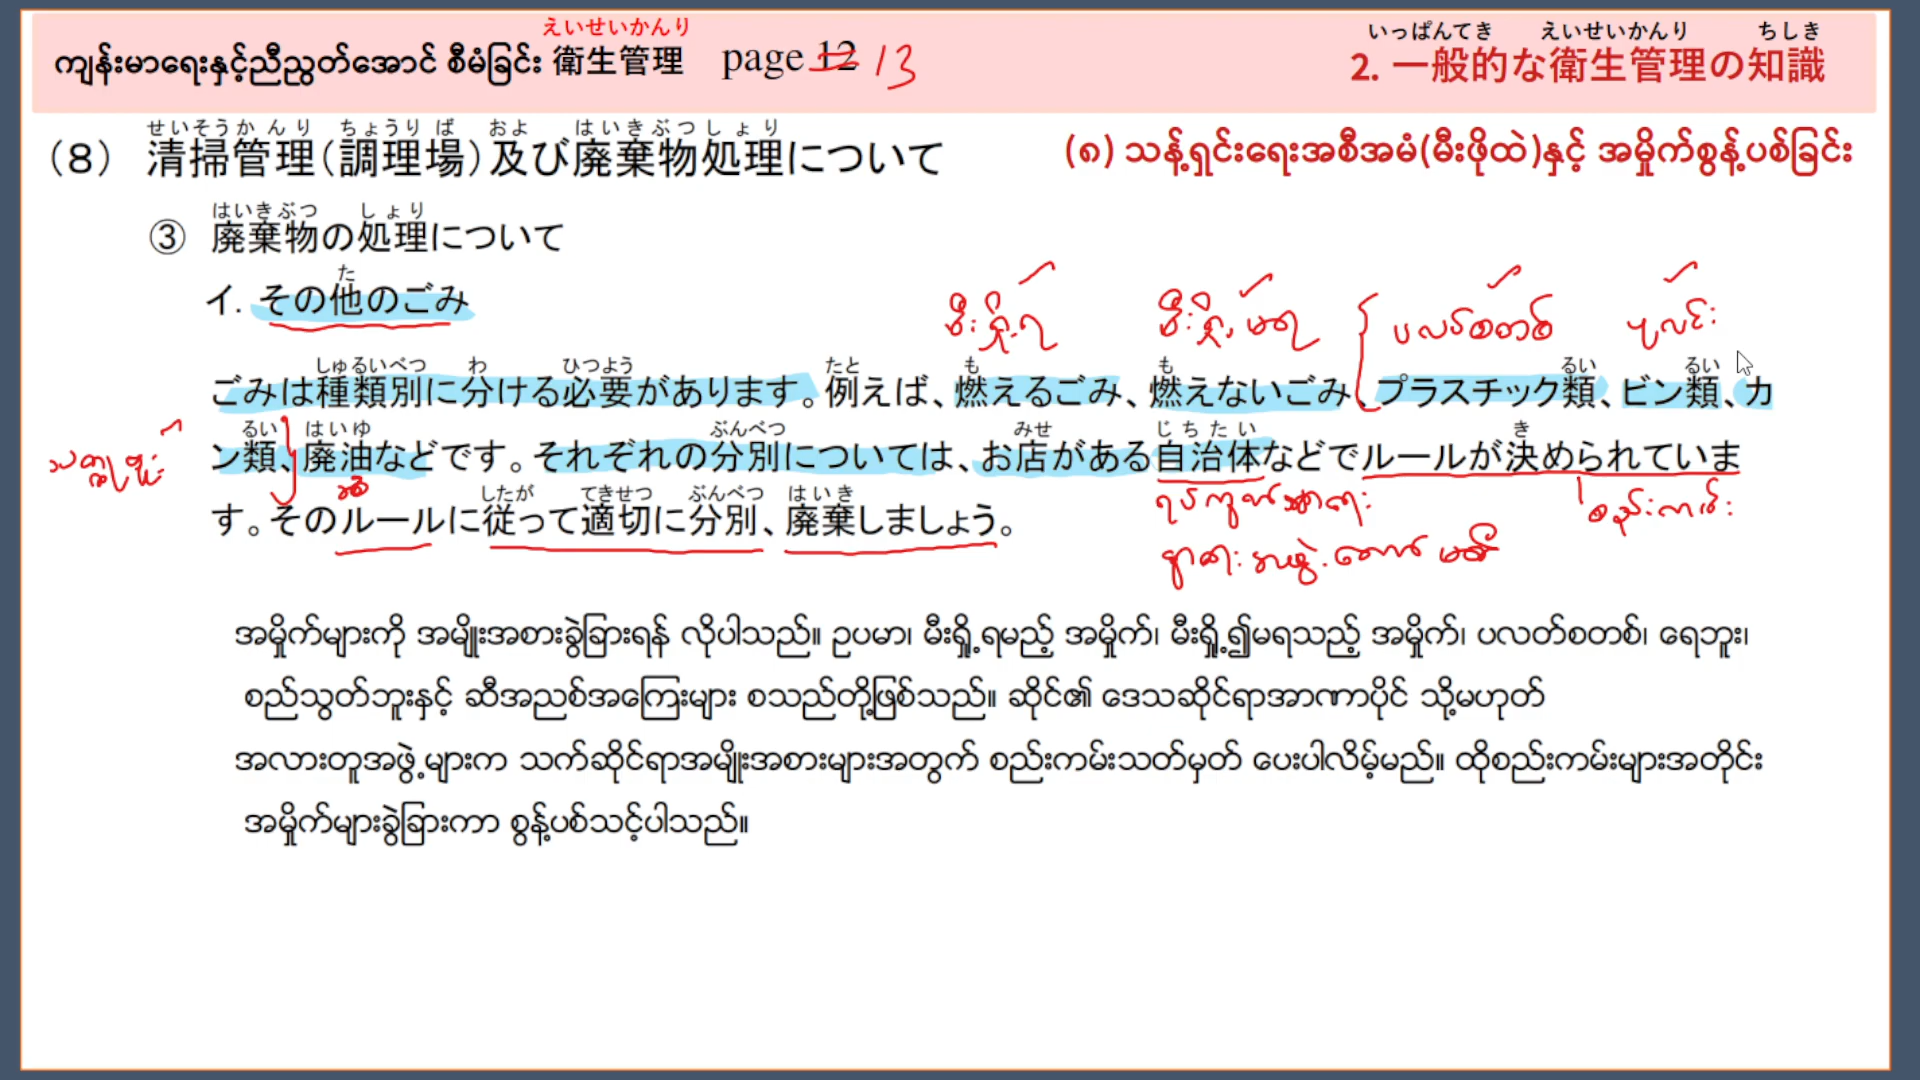 えいせいかんり
ကျန်းမာရေးနှင့်ညီညွတ်အောင် စီမံခြင်း 衛生管理 page 12 13
いっぱんてき えいせいかんり ちしき
2. 一般的な衛生管理の知識
せいそうかんり ちょうりば およ はいきぶつしょり
（8） 清掃管理（調理場）及び廃棄物処理について
(၈) သန့်ရှင်းရေးအစီအမံ(မီးဖိုထဲ)နှင့် အမှိုက်စွန့်ပစ်ခြင်း
はいきぶつ しょり
③ 廃棄物の処理について
た
イ. その他のごみ
မီးရှို့ရ မီးရှို့မရ ပလတ်စတစ် ပုလင်း
しゅるいべつ わ ひつよう たと も も るい るい
ごみは種類別に分ける必要があります。例えば、燃えるごみ、燃えないごみ、プラスチック類、ビン類、カ
るい はいゆ ぶんべつ みせ じちたい き
ン類、廃油などです。それぞれの分別については、お店がある自治体などでルールが決められていま
したが てきせつ ぶんべつ はいき
す。そのルールに従って適切に分別、廃棄しましょう。
စည်းကမ်း
အမှိုက်များကို အမျိုးအစားခွဲခြားရန် လိုပါသည်။ ဥပမာ၊ မီးရှို့ရမည့် အမှိုက်၊ မီးရှို့၍မရသည့် အမှိုက်၊ ပလတ်စတစ်၊ ရေဘူး၊
စည်သွတ်ဘူးနှင့် ဆီအညစ်အကြေးများ စသည်တို့ဖြစ်သည်။ ဆိုင်၏ ဒေသဆိုင်ရာအာဏာပိုင် သို့မဟုတ်
အလားတူအဖွဲ့များက သက်ဆိုင်ရာအမျိုးအစားများအတွက် စည်းကမ်းသတ်မှတ် ပေးပါလိမ့်မည်။ ထိုစည်းကမ်းများအတိုင်း
အမှိုက်များခွဲခြားကာ စွန့်ပစ်သင့်ပါသည်။